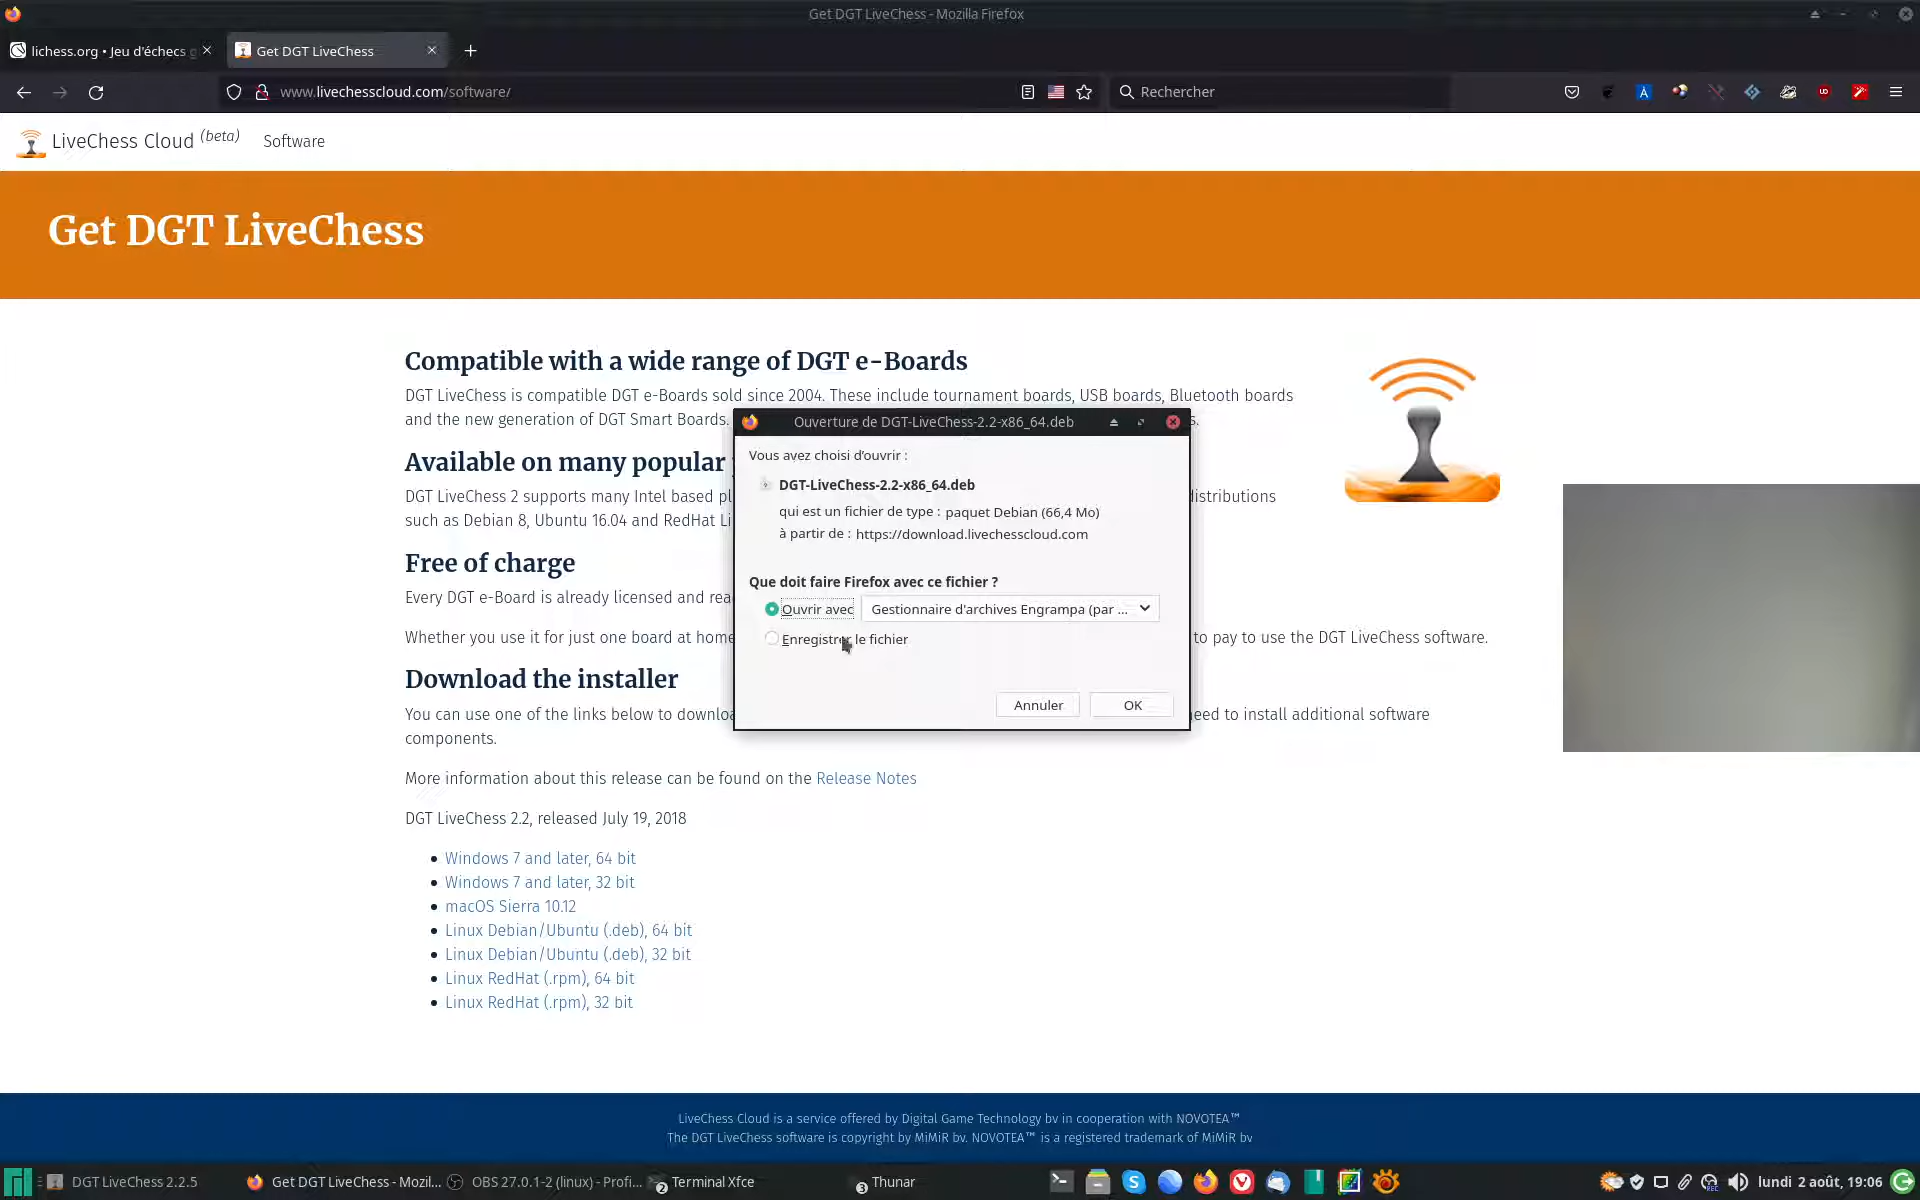 Get DGT LiveChess - Mozilla Firefox
lichess.org • Jeu d'échecs g
Get DGT LiveChess
www.livechesscloud.com/software/
Rechercher
LiveChess Cloud (beta)
Software
Get DGT LiveChess
Compatible with a wide range of DGT e-Boards
DGT LiveChess is compatible DGT e-Boards sold since 2004. These include tournament boards, USB boards, Bluetooth boards
and the new generation of DGT Smart Boards.
s.
Available on many popular
DGT LiveChess 2 supports many Intel based pl
distributions
such as Debian 8, Ubuntu 16.04 and RedHat Li
Free of charge
Every DGT e-Board is already licensed and rea
Whether you use it for just one board at home
to pay to use the DGT LiveChess software.
Download the installer
You can use one of the links below to downloa
need to install additional software
components.
More information about this release can be found on the Release Notes
DGT LiveChess 2.2, released July 19, 2018
Windows 7 and later, 64 bit
Windows 7 and later, 32 bit
macOS Sierra 10.12
Linux Debian/Ubuntu (.deb), 64 bit
Linux Debian/Ubuntu (.deb), 32 bit
Linux RedHat (.rpm), 64 bit
Linux RedHat (.rpm), 32 bit
Ouverture de DGT-LiveChess-2.2-x86_64.deb
Vous avez choisi d'ouvrir :
DGT-LiveChess-2.2-x86_64.deb
qui est un fichier de type : paquet Debian (66,4 Mo)
à partir de : https://download.livechesscloud.com
Que doit faire Firefox avec ce fichier ?
Ouvrir avec
Gestionnaire d'archives Engrampa (par ...
Enregistrer le fichier
Annuler
OK
LiveChess Cloud is a service offered by Digital Game Technology bv in cooperation with NOVOTEA™
The DGT LiveChess software is copyright by MiMiR bv. NOVOTEA™ is a registered trademark of MiMiR bv
DGT LiveChess 2.2.5
Get DGT LiveChess - Mozil...
OBS 27.0.1-2 (linux) - Profi...
2
Terminal Xfce
3
Thunar
lundi 2 août, 19:06